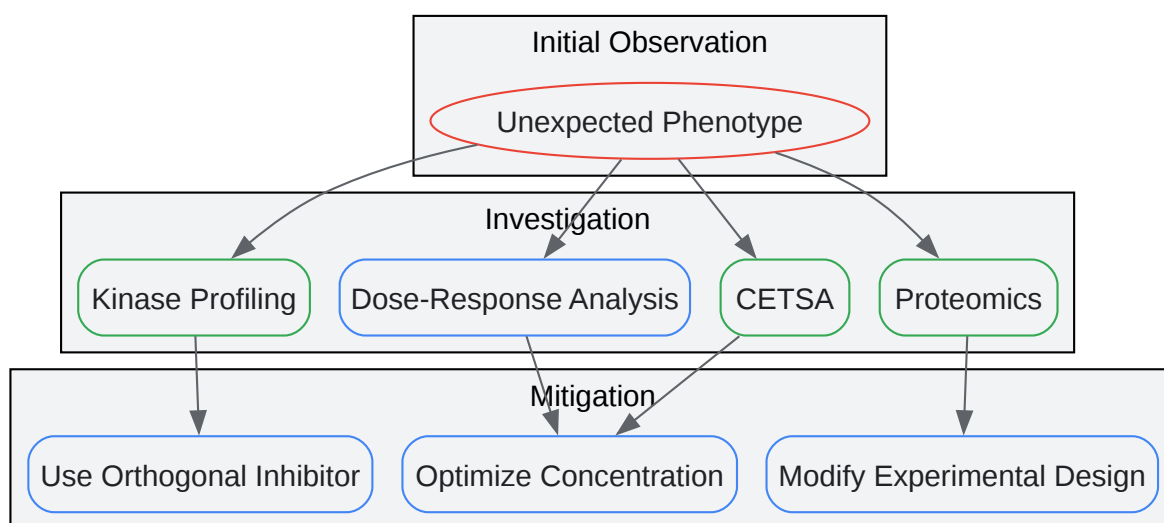 Initial Observation
Unexpected Phenotype
Investigation
Kinase Profiling
Dose-Response Analysis
CETSA
Proteomics
Mitigation
Use Orthogonal Inhibitor
Optimize Concentration
Modify Experimental Design